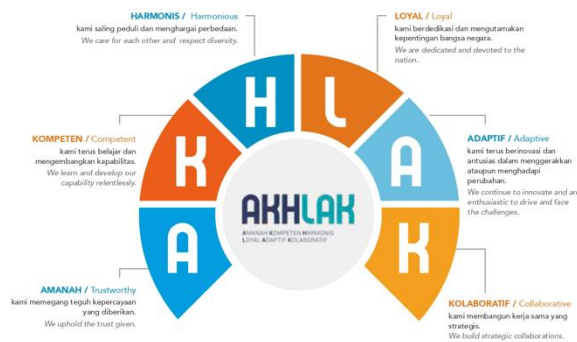 HARMONIS / Harmonious
kami saling peduli dan menghargai perbedaan.
We care for each other and respect diversity.
LOYAL / Loyal
kami berdedikasi dan mengutamakan
kepentingan bangsa negara.
We are dedicated and devoted to the
nation.
KOMPETEN / Competent
kami terus belajar dan
mengembangkan kapabilitas.
We learn and develop our
capability relentlessly.
ADAPTIF / Adaptive
kami terus berinovasi dan
antusias dalam menggerakkan
ataupun menghadapi
perubahan.
We continue to innovate and an
enthusiastic to drive and face
the challenges.
A
K
H
L
A
K
AKHLAK
AMANAH KOMPETEN HARMONIS
LOYAL ADAPTIF KOLABORATIF
AMANAH / Trustworthy
kami memegang teguh kepercayaan
yang diberikan.
We uphold the trust given.
KOLABORATIF / Collaborative
kami membangun kerja sama yang
strategis.
We build strategic collaborations.